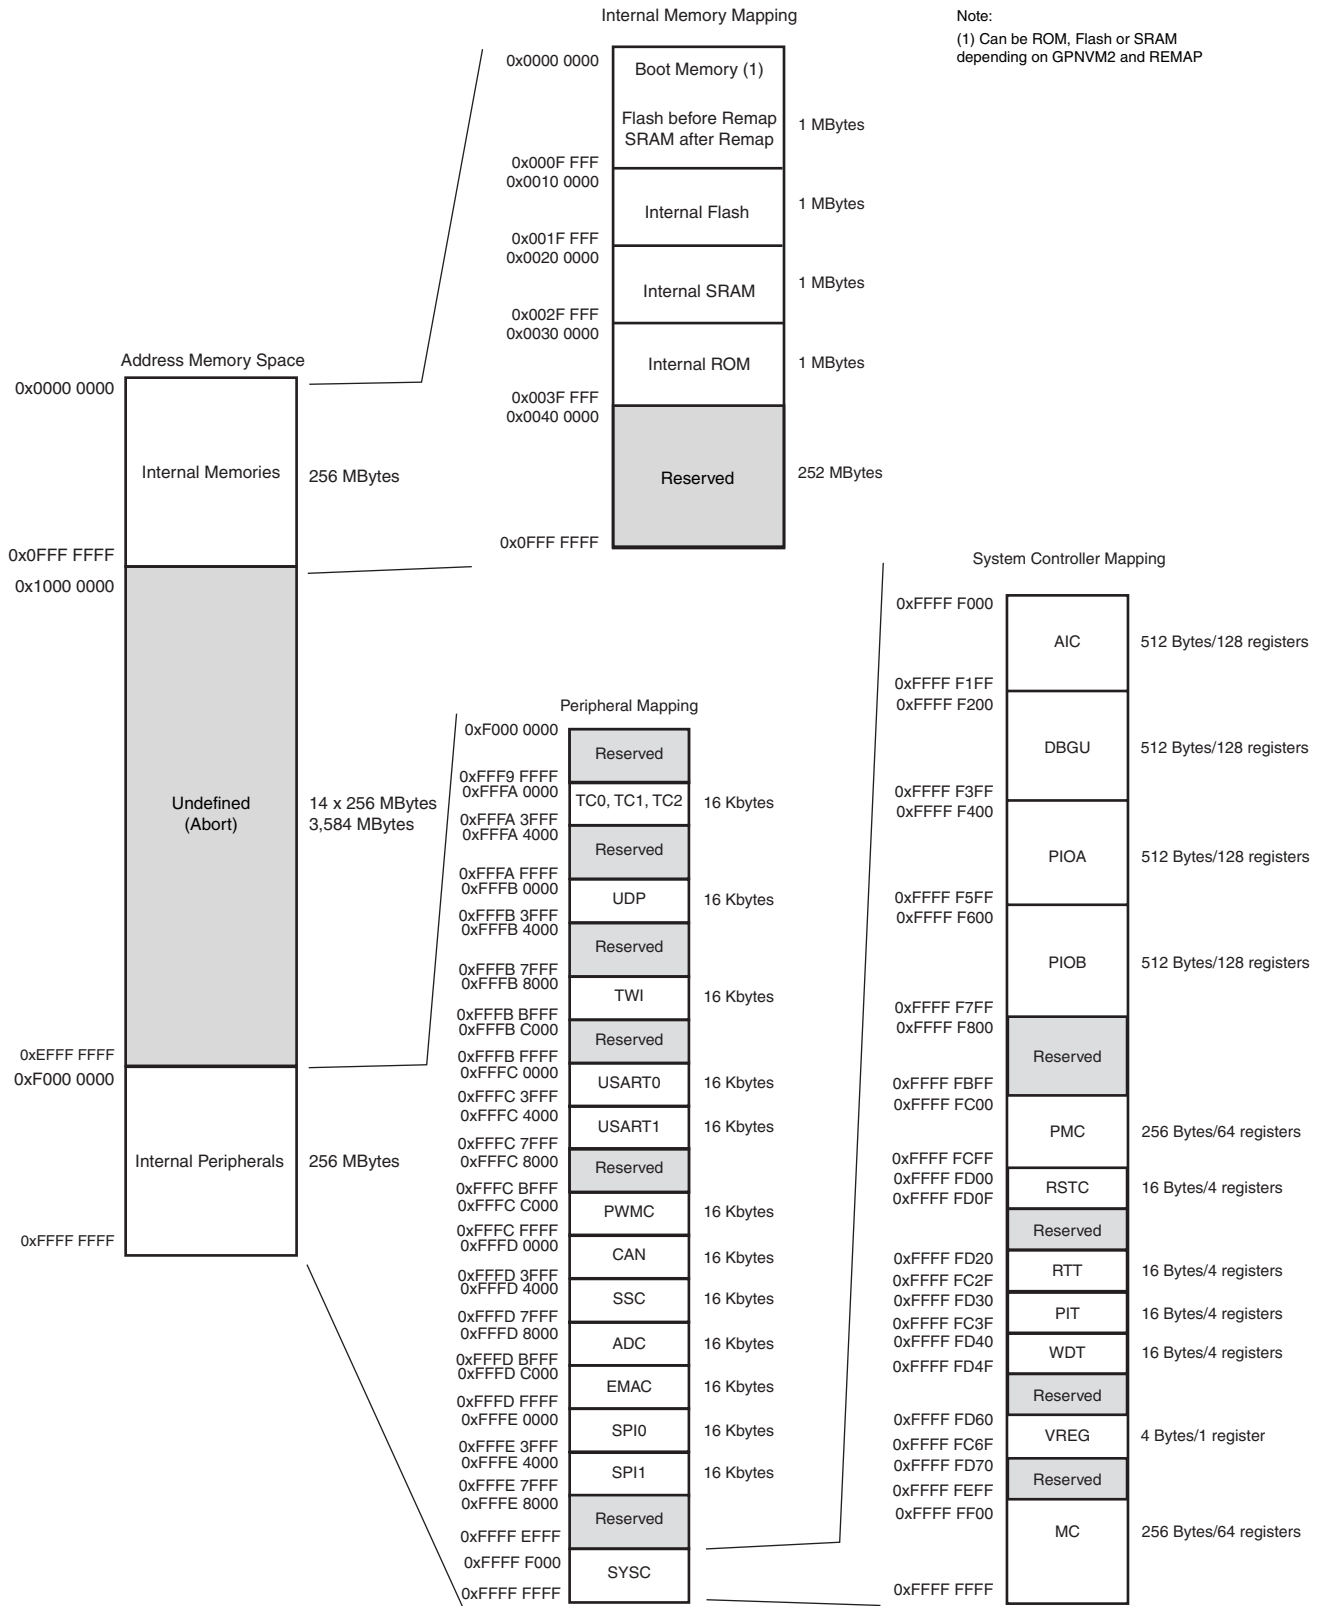 Internal Memory Mapping
Note:
(1) Can be ROM, Flash or SRAM
depending on GPNVM2 and REMAP
0x0000 0000
Boot Memory (1)
Flash before Remap
SRAM after Remap
1 MBytes
0x000F FFF
0x0010 0000
Internal Flash
1 MBytes
0x001F FFF
0x0020 0000
Internal SRAM
1 MBytes
0x002F FFF
0x0030 0000
Internal ROM
1 MBytes
0x003F FFF
0x0040 0000
Reserved
252 MBytes
0x0FFF FFFF
Address Memory Space
0x0000 0000
Internal Memories
256 MBytes
0x0FFF FFFF
0x1000 0000
Undefined
(Abort)
14 x 256 MBytes
3,584 MBytes
0xEFFF FFFF
0xF000 0000
Internal Peripherals
256 MBytes
0xFFFF FFFF
Peripheral Mapping
0xF000 0000
Reserved
0xFFF9 FFFF
0xFFFA 0000
TC0, TC1, TC2
16 Kbytes
0xFFFA 3FFF
0xFFFA 4000
Reserved
0xFFFA FFFF
0xFFFB 0000
UDP
16 Kbytes
0xFFFB 3FFF
0xFFFB 4000
Reserved
0xFFFB 7FFF
0xFFFB 8000
TWI
16 Kbytes
0xFFFB BFFF
0xFFFB C000
Reserved
0xFFFB FFFF
0xFFFC 0000
USART0
16 Kbytes
0xFFFC 3FFF
0xFFFC 4000
USART1
16 Kbytes
0xFFFC 7FFF
0xFFFC 8000
Reserved
0xFFFC BFFF
0xFFFC C000
PWMC
16 Kbytes
0xFFFC FFFF
0xFFFD 0000
CAN
16 Kbytes
0xFFFD 3FFF
0xFFFD 4000
SSC
16 Kbytes
0xFFFD 7FFF
0xFFFD 8000
ADC
16 Kbytes
0xFFFD BFFF
0xFFFD C000
EMAC
16 Kbytes
0xFFFD FFFF
0xFFFE 0000
SPI0
16 Kbytes
0xFFFE 3FFF
0xFFFE 4000
SPI1
16 Kbytes
0xFFFE 7FFF
0xFFFE 8000
Reserved
0xFFFF EFFF
0xFFFF F000
SYSC
0xFFFF FFFF
System Controller Mapping
0xFFFF F000
AIC
512 Bytes/128 registers
0xFFFF F1FF
0xFFFF F200
DBGU
512 Bytes/128 registers
0xFFFF F3FF
0xFFFF F400
PIOA
512 Bytes/128 registers
0xFFFF F5FF
0xFFFF F600
PIOB
512 Bytes/128 registers
0xFFFF F7FF
0xFFFF F800
Reserved
0xFFFF FBFF
0xFFFF FC00
PMC
256 Bytes/64 registers
0xFFFF FCFF
0xFFFF FD00
RSTC
16 Bytes/4 registers
0xFFFF FD0F
Reserved
0xFFFF FD20
RTT
16 Bytes/4 registers
0xFFFF FC2F
0xFFFF FD30
PIT
16 Bytes/4 registers
0xFFFF FC3F
0xFFFF FD40
WDT
16 Bytes/4 registers
0xFFFF FD4F
Reserved
0xFFFF FD60
VREG
4 Bytes/1 register
0xFFFF FC6F
0xFFFF FD70
Reserved
0xFFFF FEFF
0xFFFF FF00
MC
256 Bytes/64 registers
0xFFFF FFFF